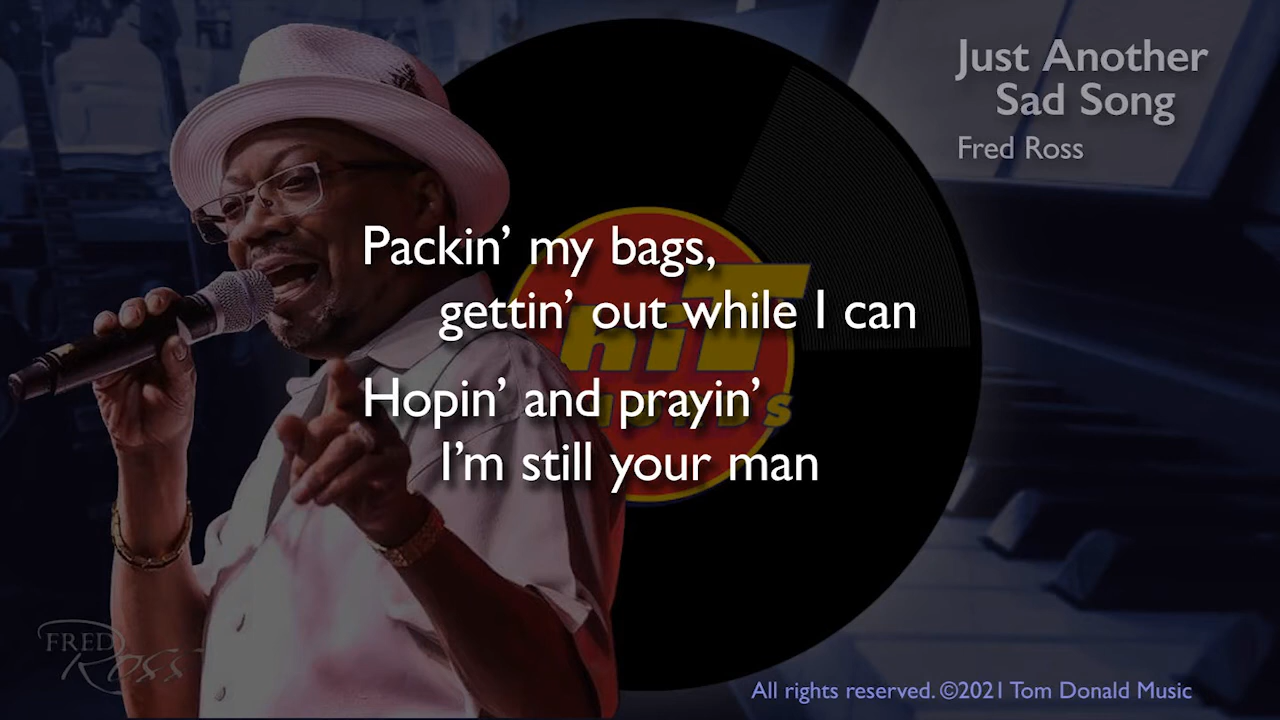 Just Another
Sad Song
Fred Ross
Packin’ my bags,
gettin’ out while I can
Hopin’ and prayin’
I’m still your man
hiT
FRED
ROSS
All rights reserved. ©2021 Tom Donald Music